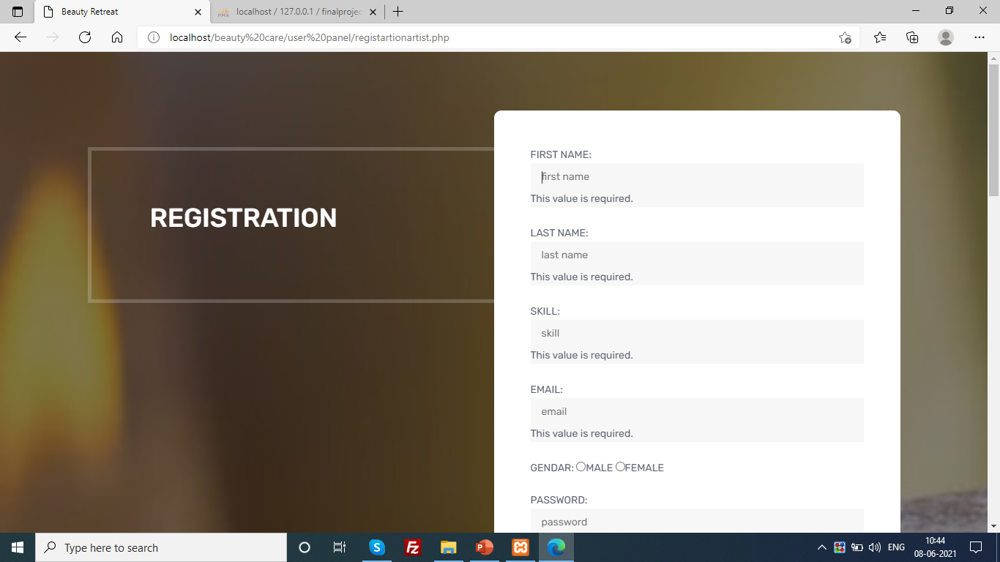 Beauty Retreat
localhost / 127.0.0.1 / finalprojec
localhost/beauty%20care/user%20panel/registartionartist.php
REGISTRATION
FIRST NAME:
first name
This value is required.
LAST NAME:
last name
This value is required.
SKILL:
skill
This value is required.
EMAIL:
email
This value is required.
GENDAR: MALE FEMALE
PASSWORD:
password
Type here to search
ENG
10:44
08-06-2021